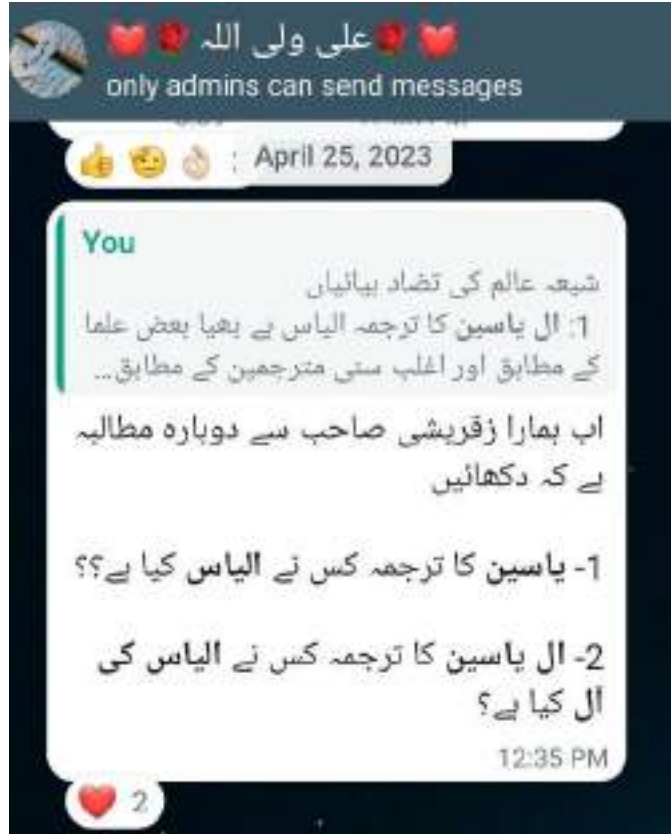 ❤️🌹علی ولی اللہ🌹❤️
only admins can send messages
April 25, 2023
You
شیعہ عالم کی تضاد بیانیاں
1: ال یاسین کا ترجمہ الیاس ہے بھیا بعض علما
کے مطابق اور اغلب سنی مترجمین کے مطابق...
اب ہمارا زقریشی صاحب سے دوبارہ مطالبہ
ہے کہ دکھائیں
1- یاسین کا ترجمہ کس نے الیاس کیا ہے؟؟
2- ال یاسین کا ترجمہ کس نے الیاس کی
آل کیا ہے؟
12:35 PM
2